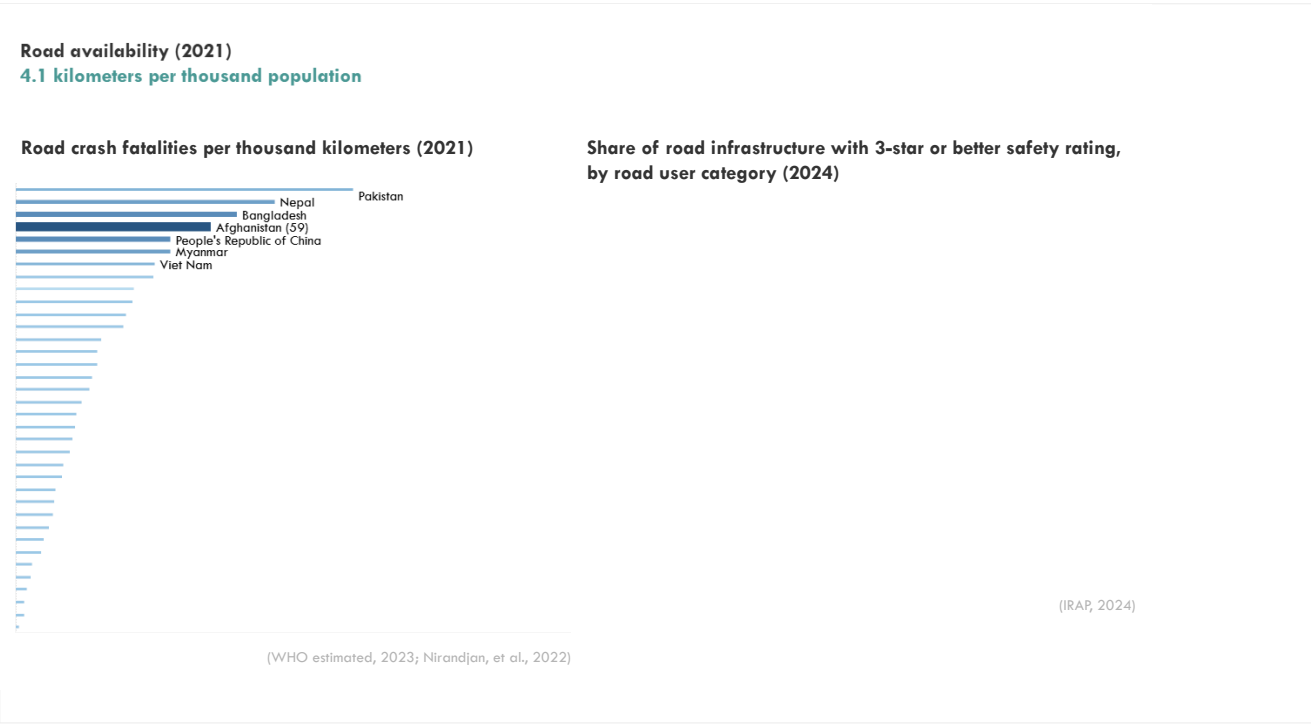 Road availability (2021)
4.1 kilometers per thousand population
Road crash fatalities per thousand kilometers (2021)
Pakistan
Nepal
Bangladesh
Afghanistan (59)
People's Republic of China
Myanmar
Viet Nam
(WHO estimated, 2023; Nirandjan, et al., 2022)
Share of road infrastructure with 3-star or better safety rating,
by road user category (2024)
(IRAP, 2024)